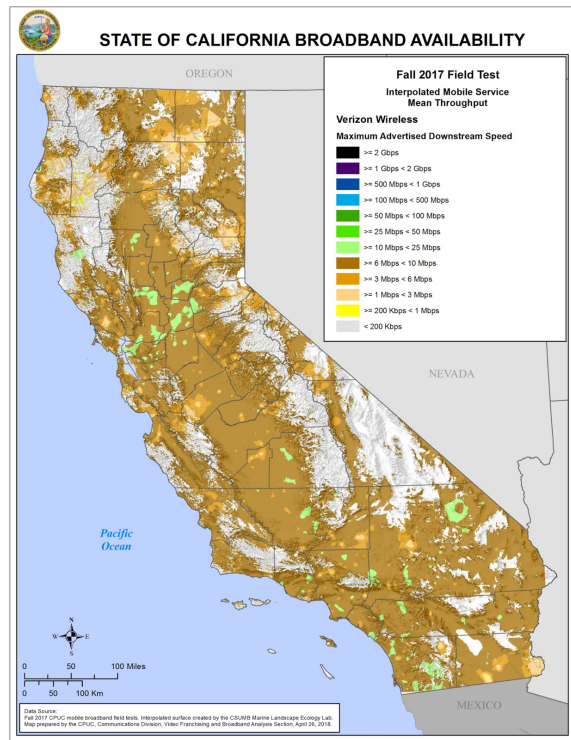 STATE OF CALIFORNIA BROADBAND AVAILABILITY
OREGON
Fall 2017 Field Test
Interpolated Mobile Service
Mean Throughput
Verizon Wireless
Maximum Advertised Downstream Speed
>= 2 Gbps
>= 1 Gbps < 2 Gbps
>= 500 Mbps < 1 Gbps
>= 100 Mbps < 500 Mbps
>= 50 Mbps < 100 Mbps
>= 25 Mbps < 50 Mbps
>= 10 Mbps < 25 Mbps
>= 6 Mbps < 10 Mbps
>= 3 Mbps < 6 Mbps
>= 1 Mbps < 3 Mbps
>= 200 Kbps < 1 Mbps
< 200 Kbps
NEVADA
Pacific
Ocean
N
W E
S
0 50 100 Miles
0 50 100 Km
MEXICO
Data Source:
Fall 2017 CPUC mobile broadband field tests. Interpolated surface created by the CSUMB Marine Landscape Ecology Lab.
Map prepared by the CPUC, Communications Division, Video Franchising and Broadband Analysis Section, April 26, 2018.